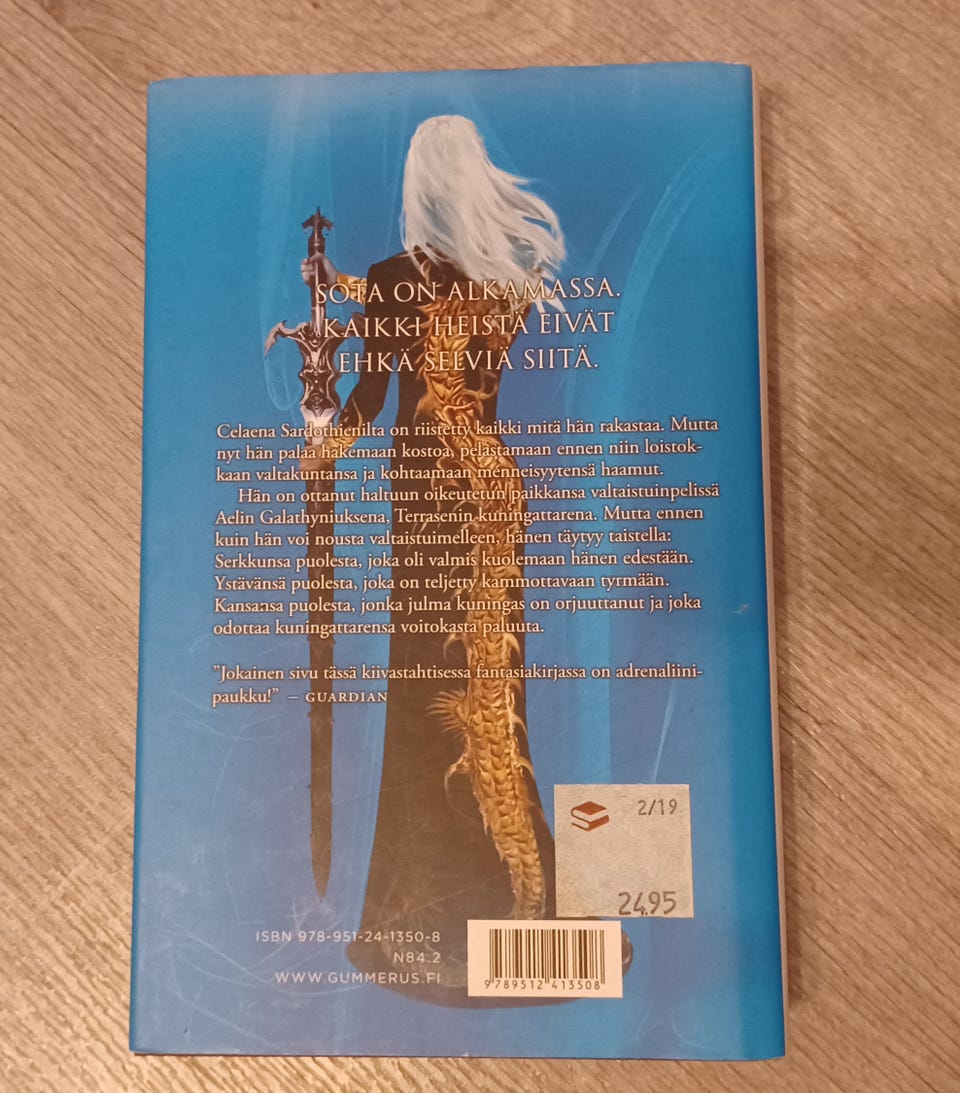 SOTA ON ALKAMASSA.
KAIKKI HEISTÄ EIVÄT
EHKÄ SELVIÄ SIITÄ.
Celaena Sardothienilta on riistetty kaikki mitä hän rakastaa. Mutta
nyt hän palaa hakemaan kostoa, pelastamaan ennen niin loistok-
kaan valtakuntansa ja kohtaamaan menneisyytensä haamut.
Hän on ottanut haltuun oikeutetun paikkansa valtaistuinpelissä
Aelin Galathyniuksena, Terrasenin kuningattarena. Mutta ennen
kuin hän voi nousta valtaistuimelleen, hänen täytyy taistella:
Serkkunsa puolesta, joka oli valmis kuolemaan hänen edestään.
Ystävänsä puolesta, joka on teljetty kammottavaan tyrmään.
Kansansa puolesta, jonka julma kuningas on orjuuttanut ja joka
odottaa kuningattarensa voitokasta paluuta.
"Jokainen sivu tässä kiivastahtisessa fantasiakirjassa on adrenaliini-
paukku!" – GUARDIAN
2/19
24.95
ISBN 978-951-24-1350-8
N84.2
WWW.GUMMERUS.FI
9789512 413508